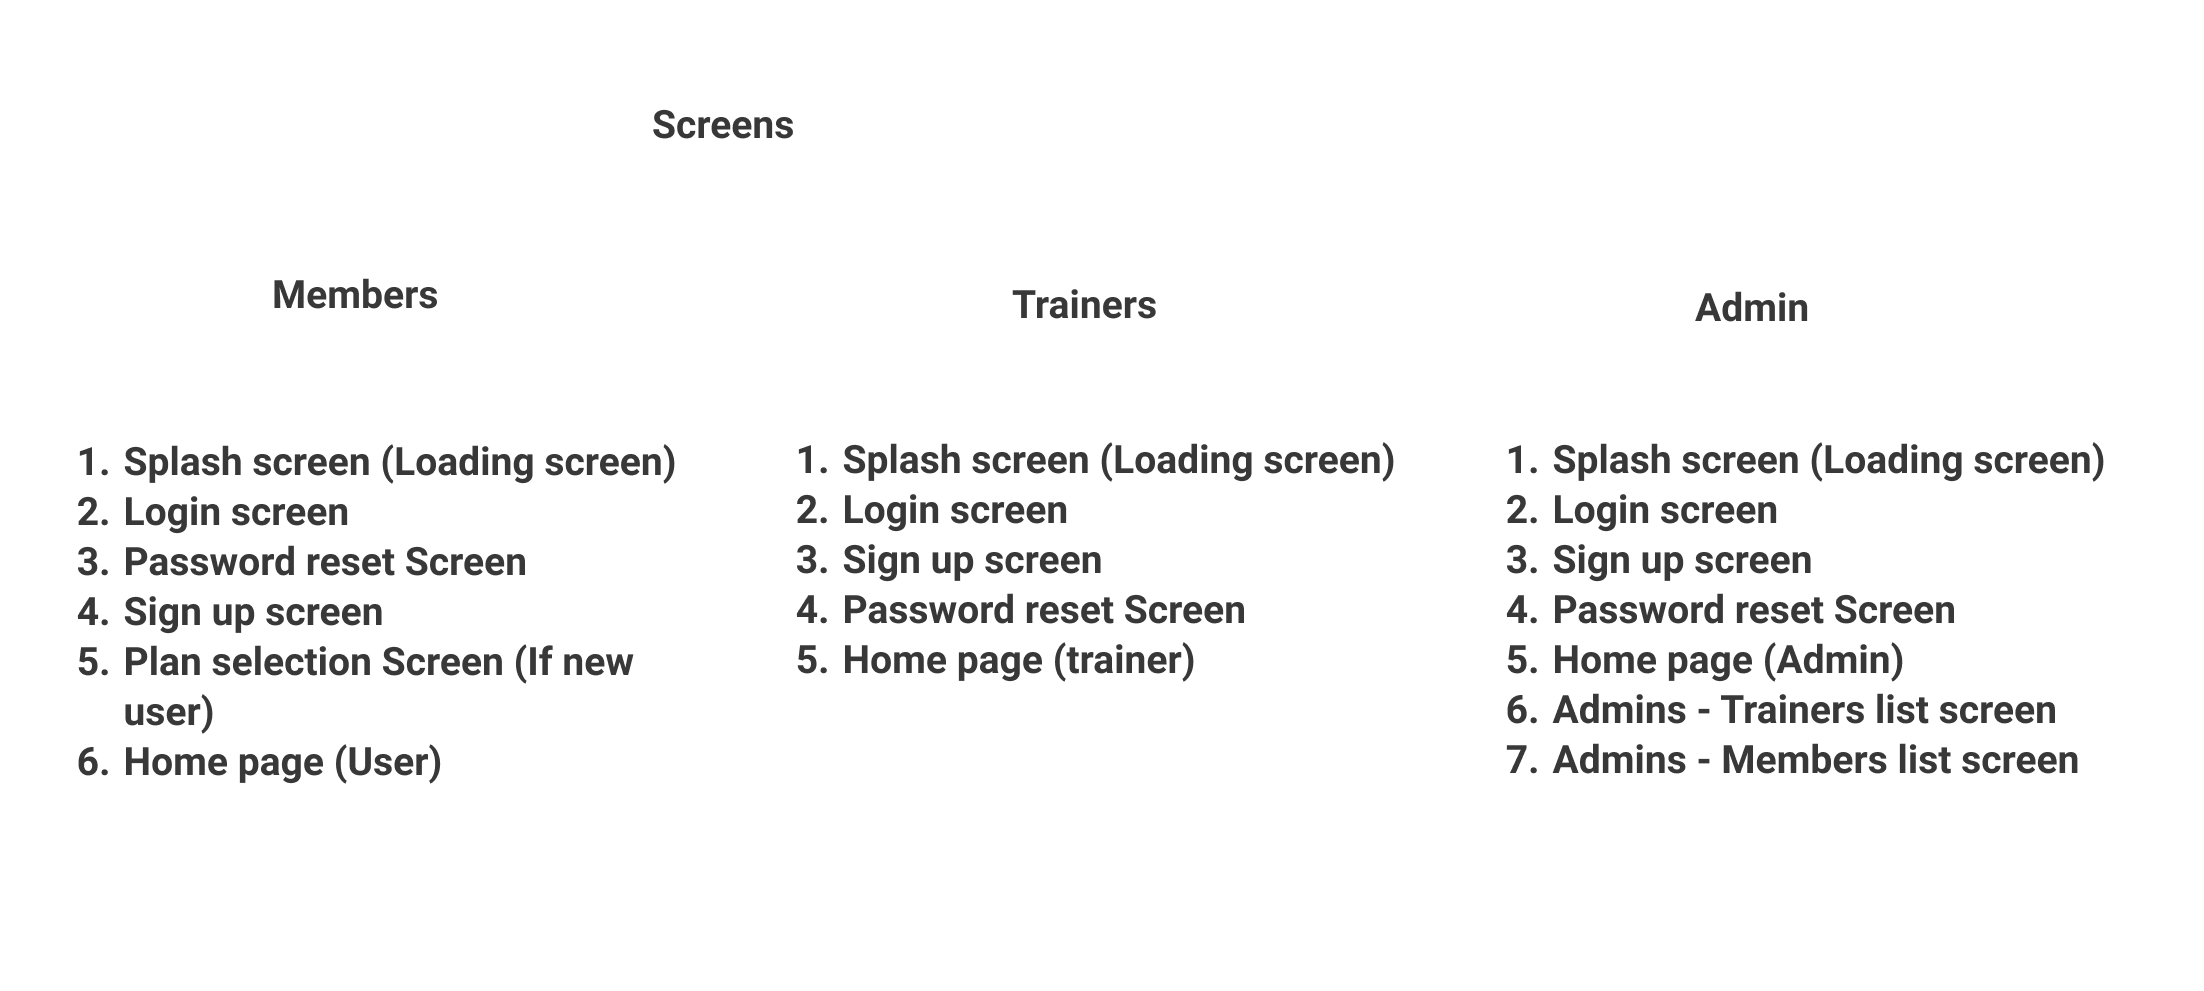 Screens
Members
1. Splash screen (Loading screen)
2. Login screen
3. Password reset Screen
4. Sign up screen
5. Plan selection Screen (If new
user)
6. Home page (User)
Trainers
1. Splash screen (Loading screen)
2. Login screen
3. Sign up screen
4. Password reset Screen
5. Home page (trainer)
Admin
1. Splash screen (Loading screen)
2. Login screen
3. Sign up screen
4. Password reset Screen
5. Home page (Admin)
6. Admins - Trainers list screen
7. Admins - Members list screen